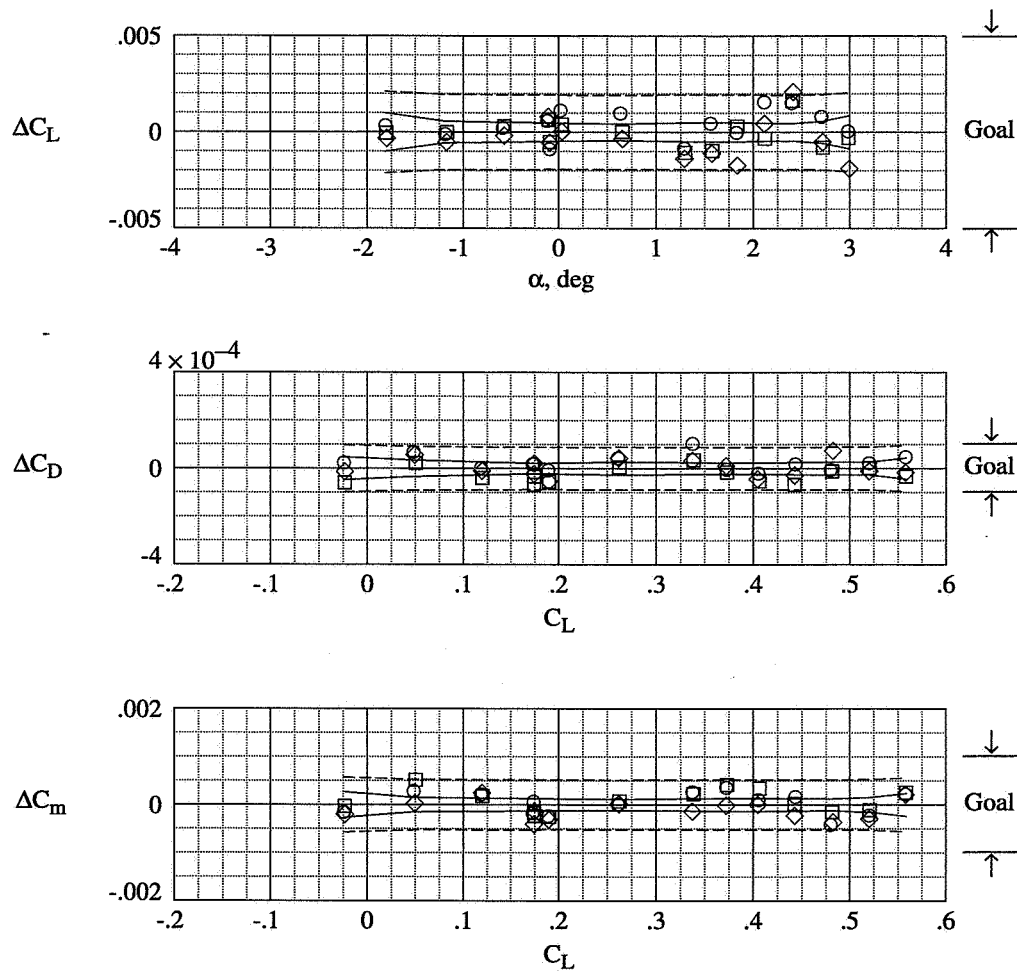 .005
ΔC_L
0
Goal
-.005
-4 -3 -2 -1 0 1 2 3 4
α, deg
4 × 10^−4
ΔC_D
0
Goal
-4
-.2 -.1 0 .1 .2 .3 .4 .5 .6
C_L
.002
ΔC_m
0
Goal
-.002
-.2 -.1 0 .1 .2 .3 .4 .5 .6
C_L